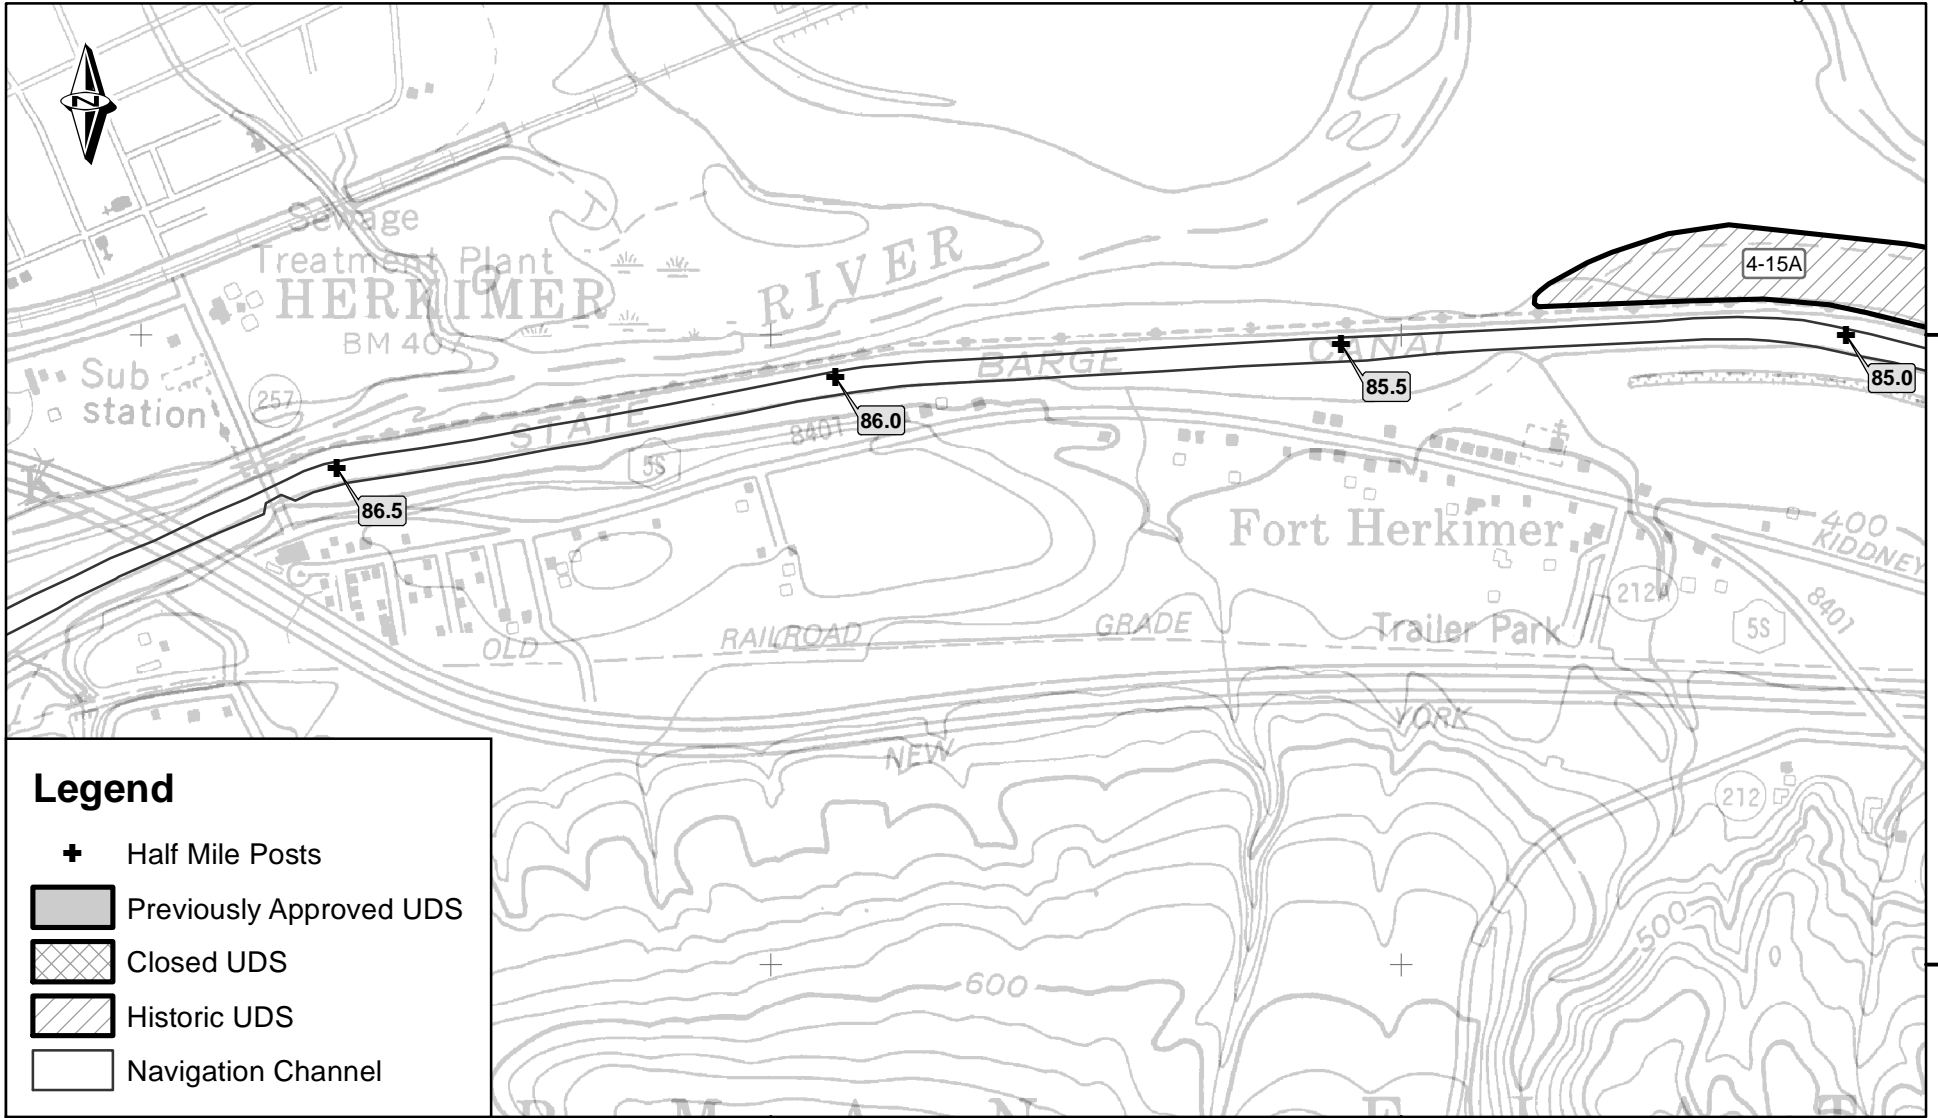 N
Sewage
Treatment Plant
HERKIMER
BM 407
RIVER
4-15A
Sub
station
257
BARGE
CANAL
85.5
85.0
86.0
STATE
8401
5S
K
86.5
Fort Herkimer
400
KIDDNEY
212A
8401
5S
OLD
RAILROAD
GRADE
Trailer Park
NEW
YORK
212
500
600
Legend
Half Mile Posts
Previously Approved UDS
Closed UDS
Historic UDS
Navigation Channel